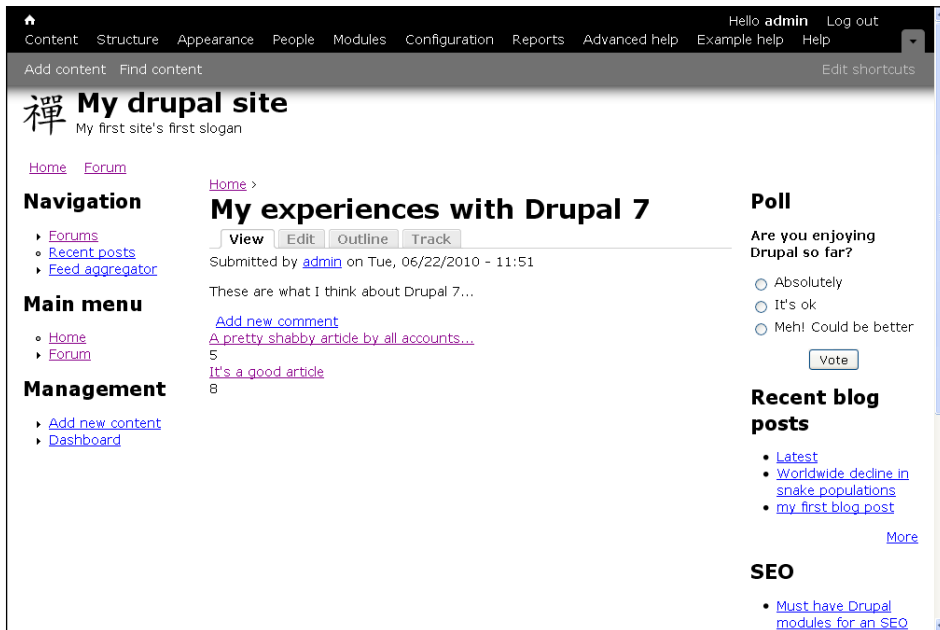 Hello admin Log out
Content Structure Appearance People Modules Configuration Reports Advanced help Example help Help
Add content Find content Edit shortcuts
禪 My drupal site
My first site's first slogan
Home Forum
Navigation
Forums
Recent posts
Feed aggregator
Main menu
Home
Forum
Management
Add new content
Dashboard
Home >
My experiences with Drupal 7
View Edit Outline Track
Submitted by admin on Tue, 06/22/2010 - 11:51
These are what I think about Drupal 7...
Add new comment
A pretty shabby article by all accounts...
5
It's a good article
8
Poll
Are you enjoying
Drupal so far?
Absolutely
It's ok
Meh! Could be better
Vote
Recent blog
posts
Latest
Worldwide decline in
snake populations
my first blog post
More
SEO
Must have Drupal
modules for an SEO